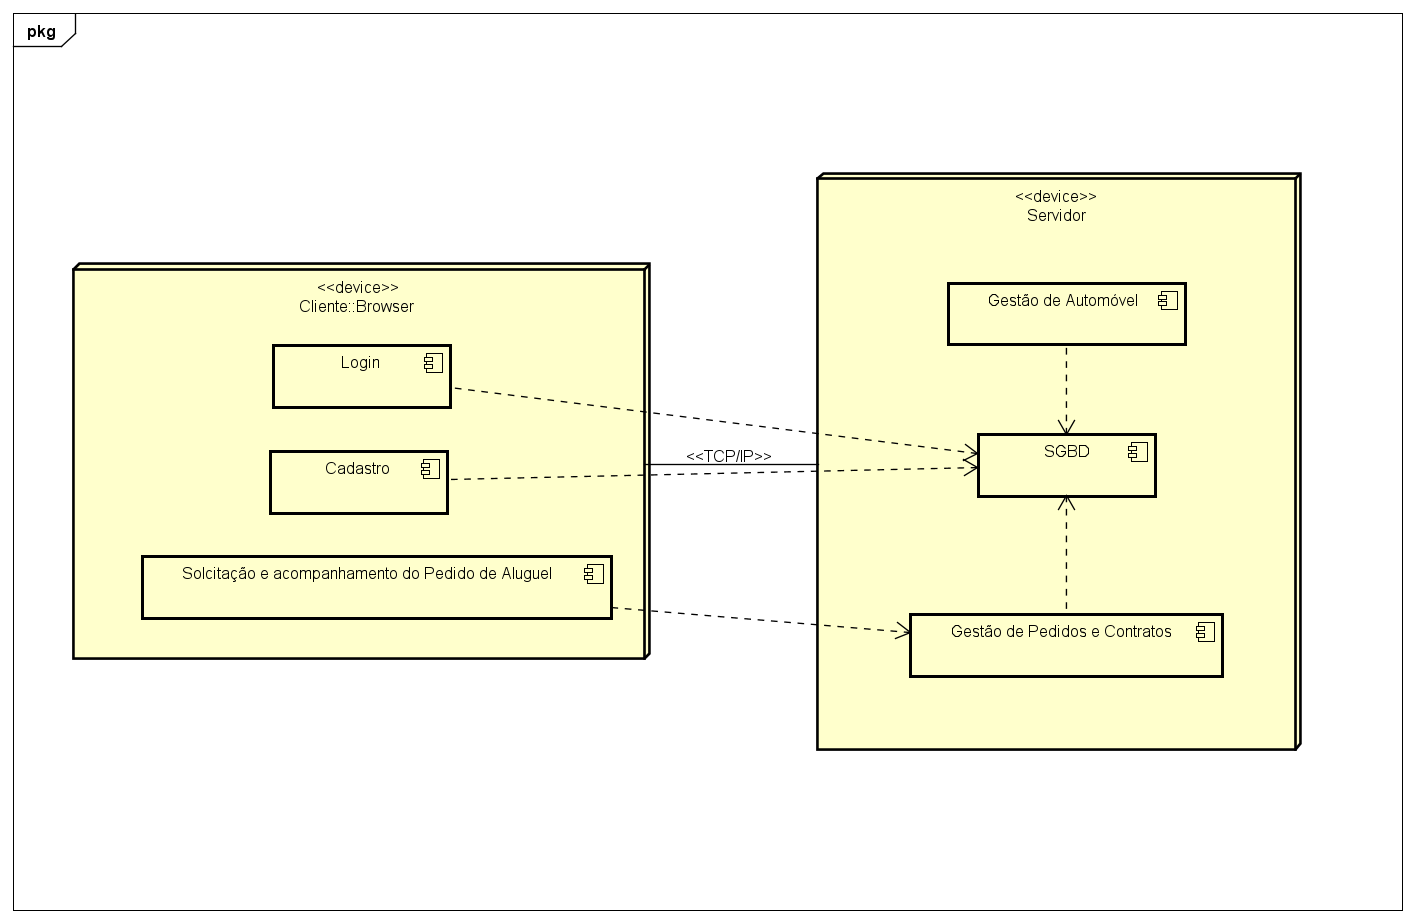 pkg
<<device>>
Cliente::Browser
Login
Cadastro
Solcitação e acompanhamento do Pedido de Aluguel
<<TCP/IP>>
<<device>>
Servidor
Gestão de Automóvel
SGBD
Gestão de Pedidos e Contratos